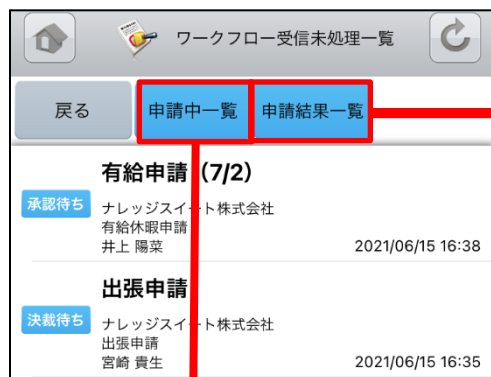 ワークフロー受信未処理一覧
戻る 申請中一覧 申請結果一覧
有給申請（7/2）
承認待ち ナレッジスイート株式会社
有給休暇申請
井上 陽菜 2021/06/15 16:38
出張申請
決裁待ち ナレッジスイート株式会社
出張申請
宮崎 貴生 2021/06/15 16:35